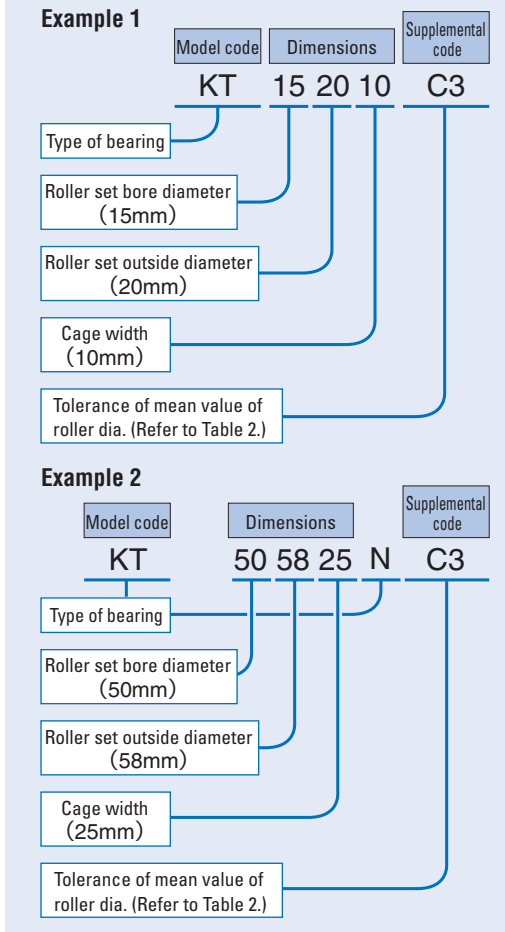 Example 1
Model code
Dimensions
Supplemental
code
KT 15 20 10 C3
Type of bearing
Roller set bore diameter
(15mm)
Roller set outside diameter
(20mm)
Cage width
(10mm)
Tolerance of mean value of
roller dia. (Refer to Table 2.)
Example 2
Model code
Dimensions
Supplemental
code
KT 50 58 25 N C3
Type of bearing
Roller set bore diameter
(50mm)
Roller set outside diameter
(58mm)
Cage width
(25mm)
Tolerance of mean value of
roller dia. (Refer to Table 2.)